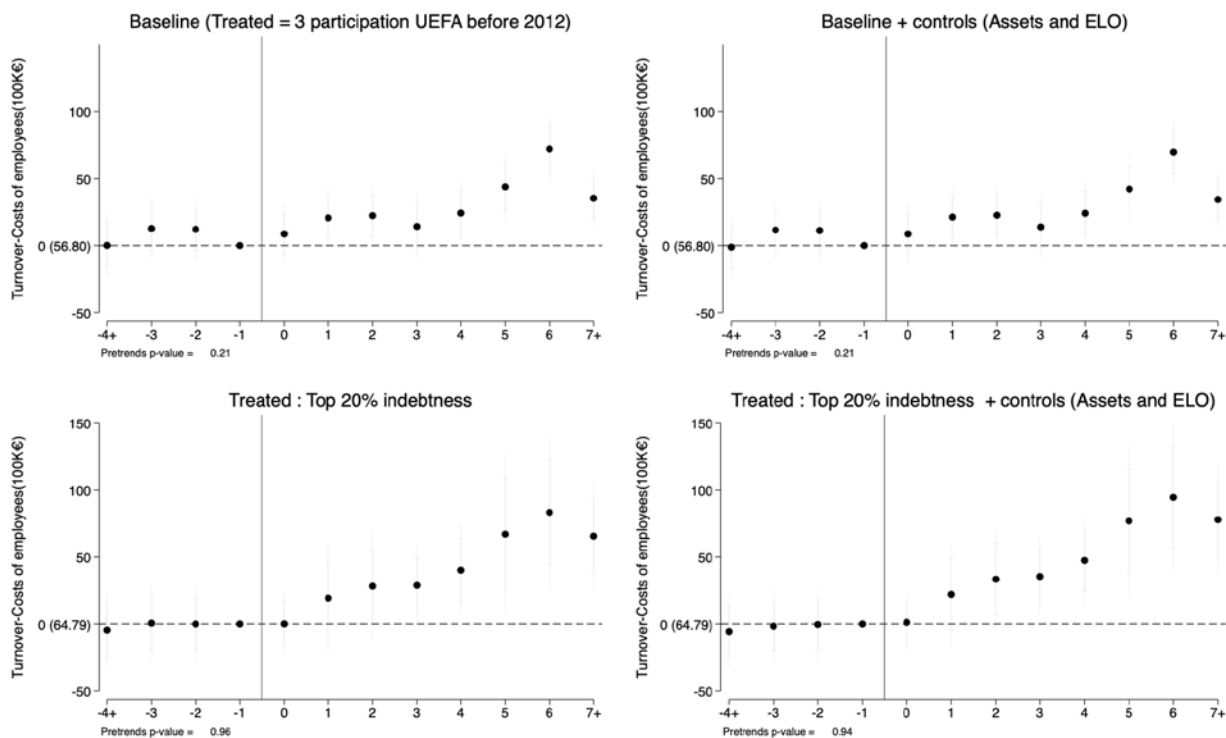 Baseline (Treated = 3 participation UEFA before 2012)
Turnover-Costs of employees(100K€)
100
50
0 (56.80)
-50
-4+ -3 -2 -1 0 1 2 3 4 5 6 7+
Pretrends p-value = 0.21
Baseline + controls (Assets and ELO)
Turnover-Costs of employees(100K€)
100
50
0 (56.80)
-50
-4+ -3 -2 -1 0 1 2 3 4 5 6 7+
Pretrends p-value = 0.21
Treated : Top 20% indebtness
Turnover-Costs of employees(100K€)
150
100
50
0 (64.79)
-50
-4+ -3 -2 -1 0 1 2 3 4 5 6 7+
Pretrends p-value = 0.96
Treated : Top 20% indebtness + controls (Assets and ELO)
Turnover-Costs of employees(100K€)
150
100
50
0 (64.79)
-50
-4+ -3 -2 -1 0 1 2 3 4 5 6 7+
Pretrends p-value = 0.94